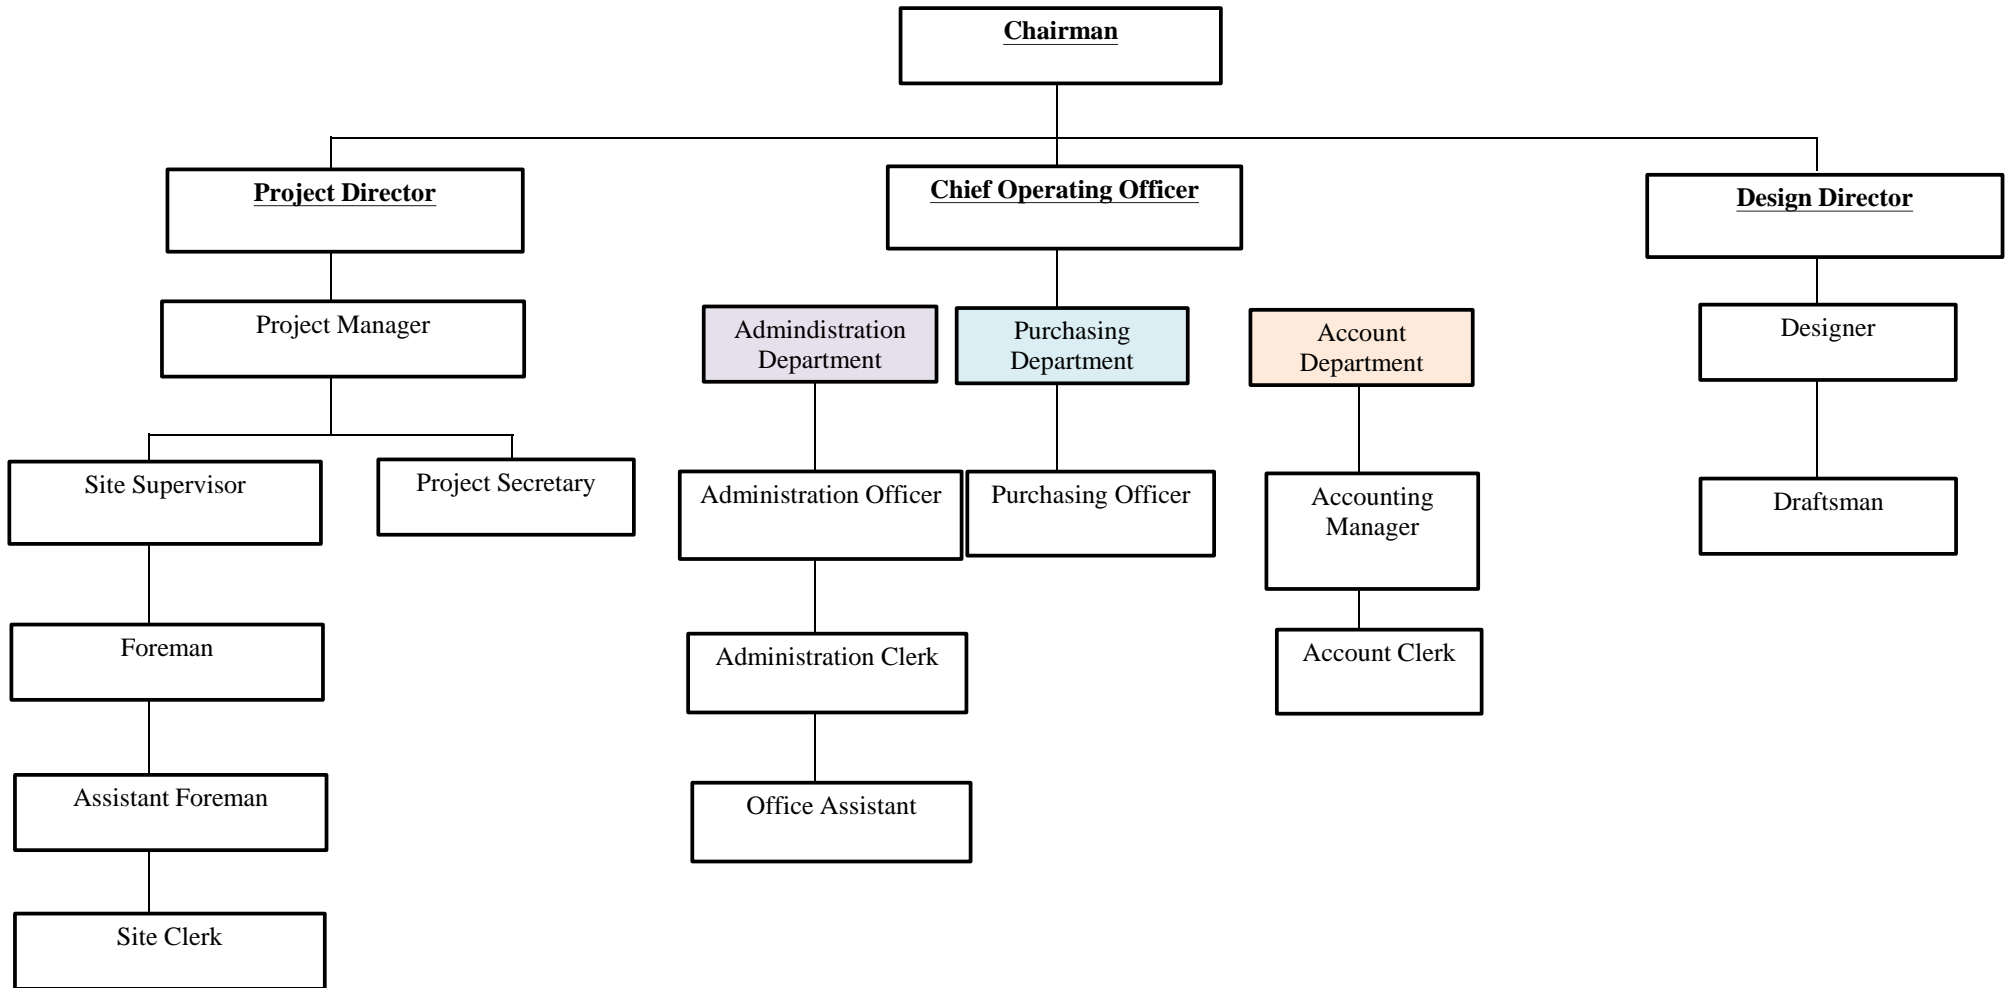 Chairman
Project Director
Chief Operating Officer
Design Director
Project Manager
Admindistration
Department
Purchasing
Department
Account
Department
Designer
Site Supervisor
Project Secretary
Administration Officer
Purchasing Officer
Accounting
Manager
Draftsman
Foreman
Administration Clerk
Account Clerk
Assistant Foreman
Office Assistant
Site Clerk